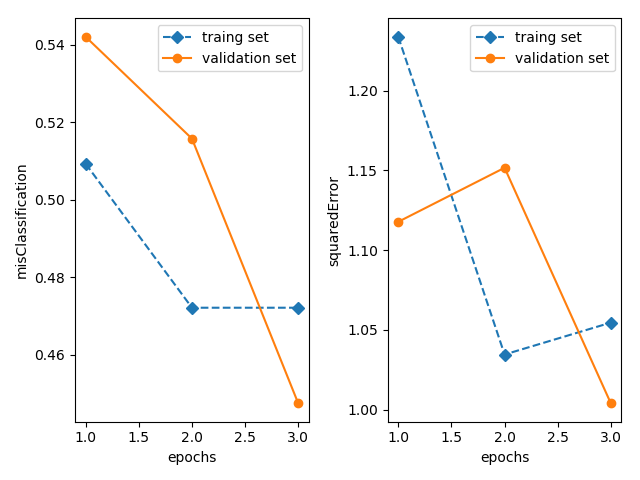 traing set
validation set
0.54
0.52
0.50
0.48
0.46
misClassification
1.0
1.5
2.0
2.5
3.0
epochs
traing set
validation set
1.20
1.15
1.10
1.05
1.00
squaredError
1.0
1.5
2.0
2.5
3.0
epochs